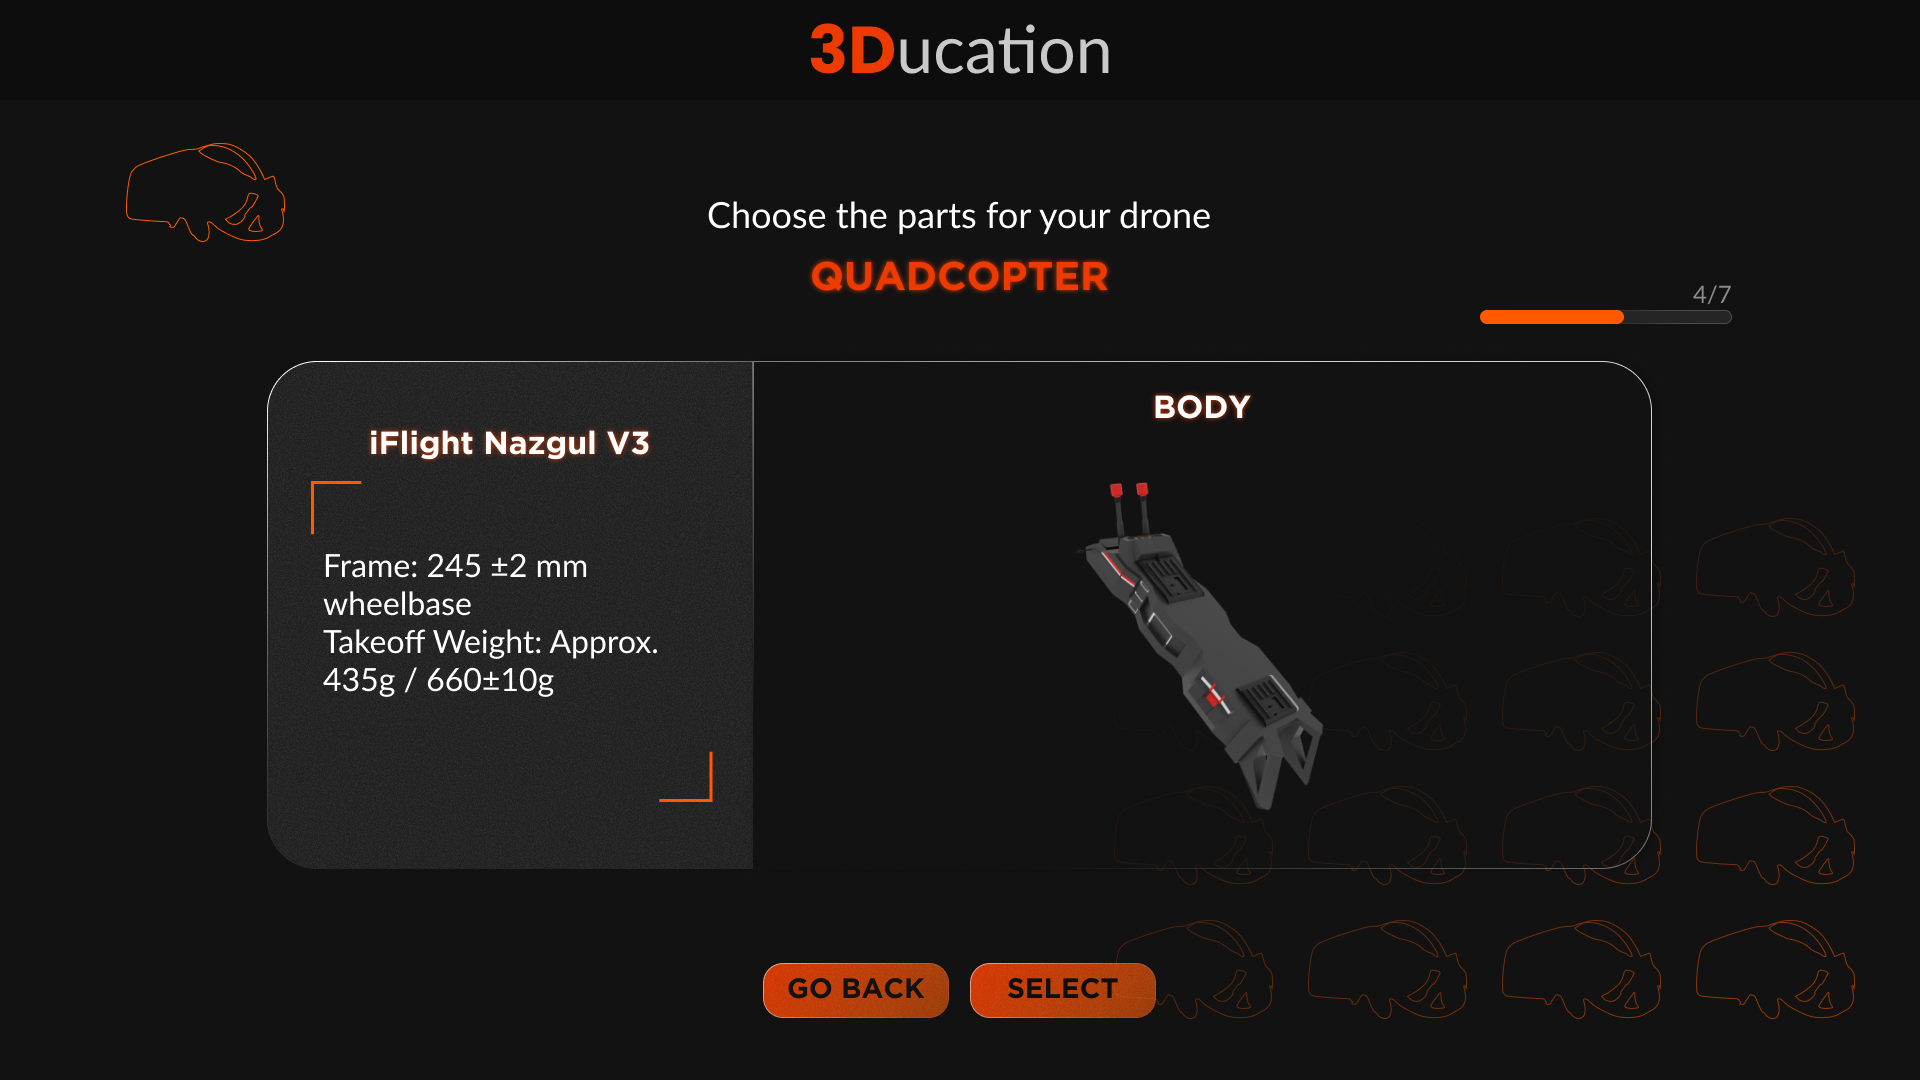 3Ducation
Choose the parts for your drone
QUADCOPTER
4/7
BODY
iFlight Nazgul V3
Frame: 245 ±2 mm
wheelbase
Takeoff Weight: Approx.
435g / 660±10g
GO BACK
SELECT